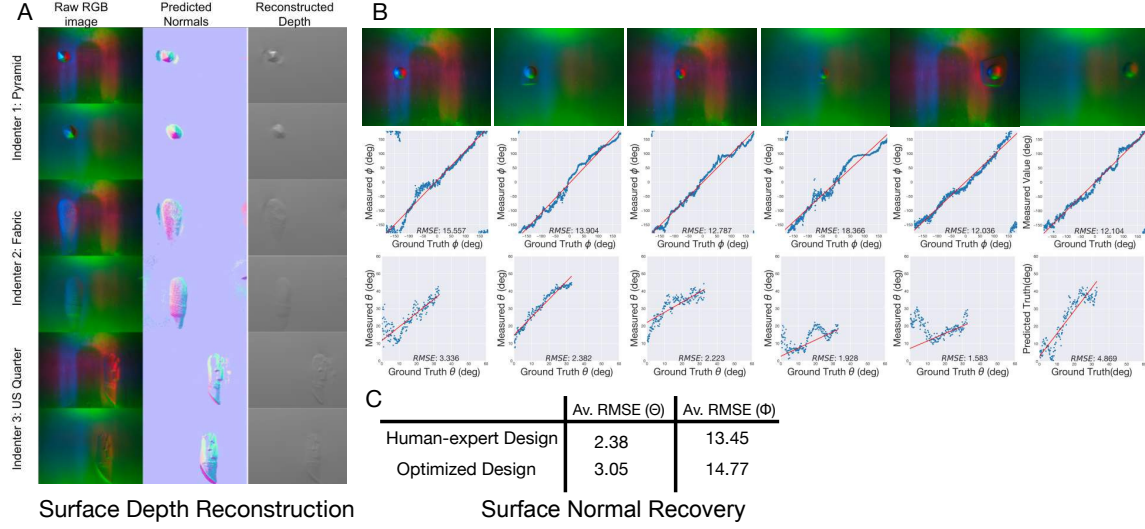 A
Raw RGB image
Predicted Normals
Reconstructed Depth
Indenter 1: Pyramid
Indenter 2: Fabric
Indenter 3: US Quarter
Surface Depth Reconstruction
B
Measured ϕ (deg)
RMSE: 15.557
Ground Truth ϕ (deg)
Measured ϕ (deg)
RMSE: 13.904
Ground Truth ϕ (deg)
Measured ϕ (deg)
RMSE: 12.787
Ground Truth ϕ (deg)
Measured ϕ (deg)
RMSE: 18.366
Ground Truth ϕ (deg)
Measured ϕ (deg)
RMSE: 12.036
Ground Truth ϕ (deg)
Measured Value (deg)
RMSE: 12.104
Ground Truth ϕ (deg)
Measured θ (deg)
RMSE: 3.336
Ground Truth θ (deg)
Measured θ (deg)
RMSE: 2.382
Ground Truth θ (deg)
Measured θ (deg)
RMSE: 2.223
Ground Truth θ (deg)
Measured θ (deg)
RMSE: 1.928
Ground Truth θ (deg)
Measured θ (deg)
RMSE: 1.583
Ground Truth θ (deg)
Predicted Truth(deg)
RMSE: 4.869
Ground Truth(deg)
C
Av. RMSE (Θ) Av. RMSE (Φ)
Human-expert Design 2.38 13.45
Optimized Design 3.05 14.77
Surface Normal Recovery